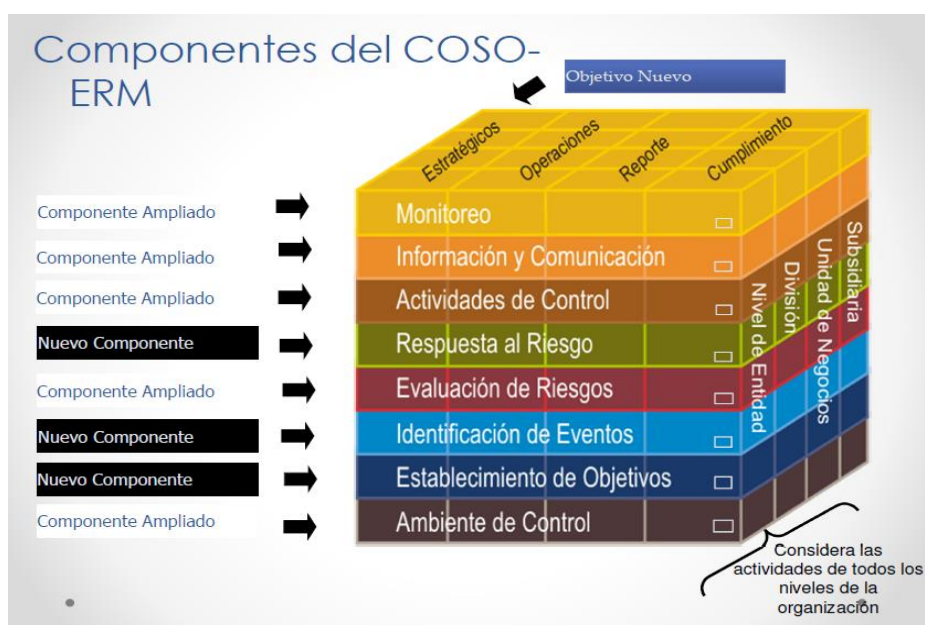 Componentes del COSO-
ERM
Objetivo Nuevo
Estratégicos
Operaciones
Reporte
Cumplimiento
Componente Ampliado
Monitoreo
Componente Ampliado
Información y Comunicación
Componente Ampliado
Actividades de Control
Nuevo Componente
Respuesta al Riesgo
Componente Ampliado
Evaluación de Riesgos
Nuevo Componente
Identificación de Eventos
Nuevo Componente
Establecimiento de Objetivos
Componente Ampliado
Ambiente de Control
Nivel de Entidad
División
Unidad de Negocios
Subsidiaria
Considera las
actividades de todos los
niveles de la
organización